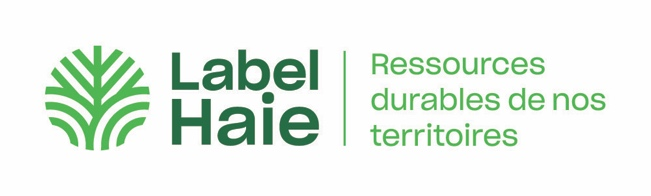 Label
Haie
Ressources
durables de nos
territoires